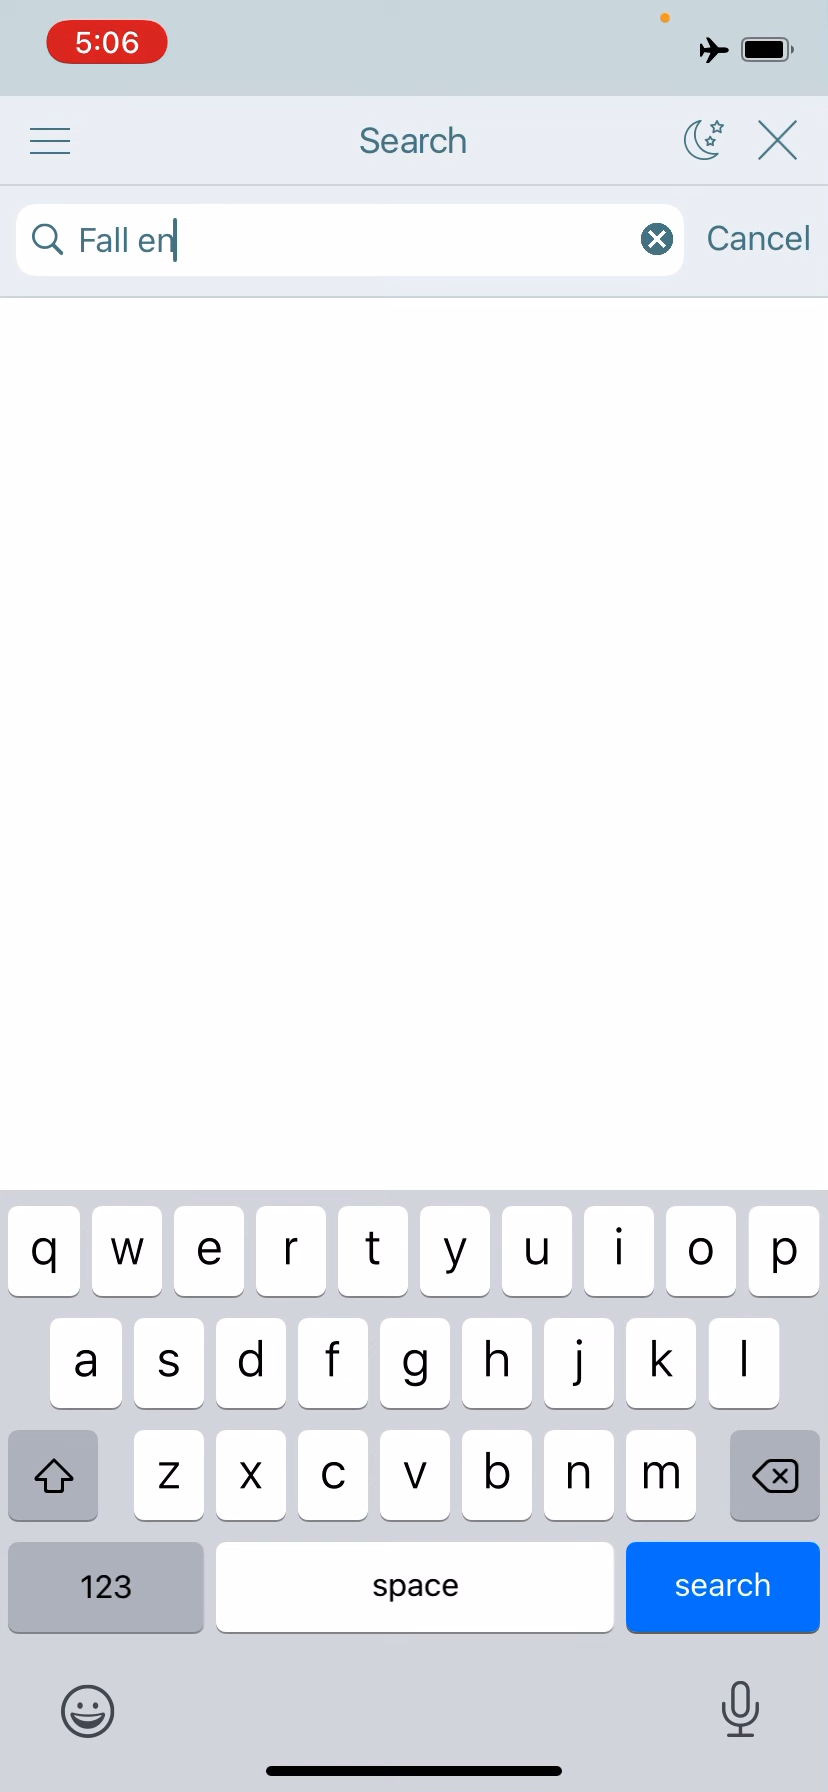 5:06
Search
Fall en
Cancel
q w e r t y u i o p
a s d f g h j k l
z x c v b n m
123 space search